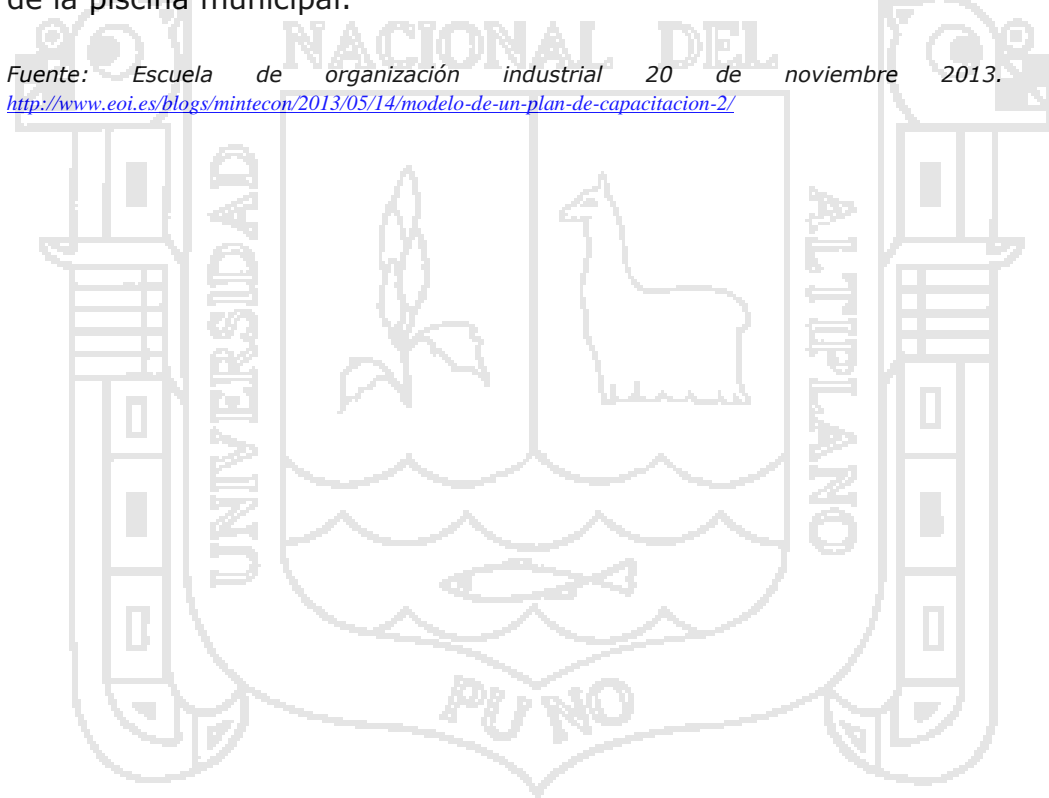 de la piscina municipal.
NACIONAL DEL
Fuente: Escuela de organización industrial 20 de noviembre 2013.
http://www.eoi.es/blogs/mintecon/2013/05/14/modelo-de-un-plan-de-capacitacion-2/
UNIVERSIDAD
ALTIPLANO
PUNO